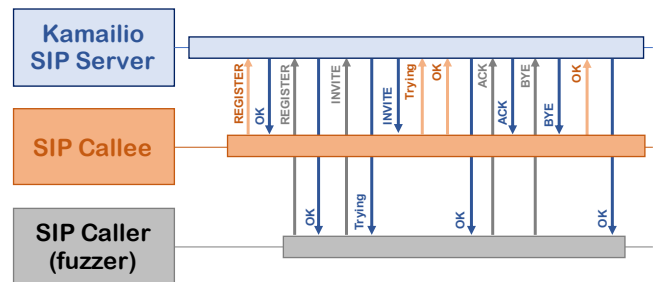 Kamailio
SIP Server
REGISTER
OK
REGISTER
INVITE
INVITE
Trying
OK
ACK
ACK
BYE
BYE
OK
SIP Callee
OK
Trying
OK
OK
SIP Caller
(fuzzer)